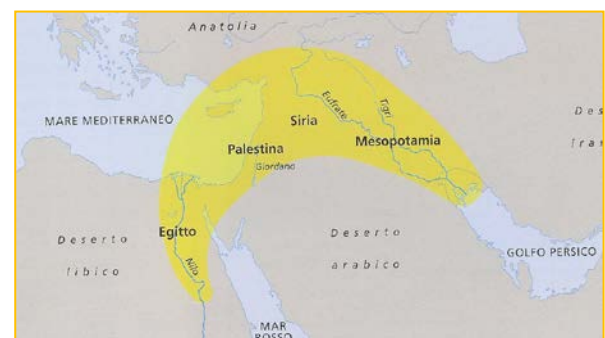 Anatolia
MARE MEDITERRANEO
Siria
Eufrate
Tigri
Mesopotamia
Palestina
Giordano
Egitto
Nilo
Deserto
libico
Deserto
arabico
GOLFO PERSICO
MAR
ROSSO